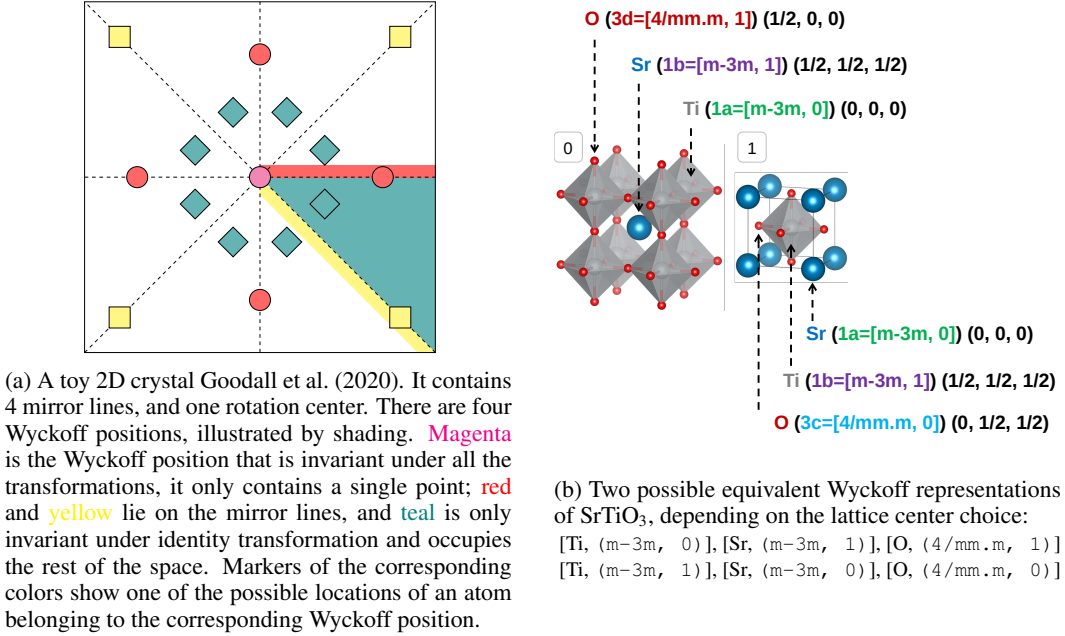 O (3d=[4/mm.m, 1]) (1/2, 0, 0)
Sr (1b=[m-3m, 1]) (1/2, 1/2, 1/2)
Ti (1a=[m-3m, 0]) (0, 0, 0)
0
1
Sr (1a=[m-3m, 0]) (0, 0, 0)
Ti (1b=[m-3m, 1]) (1/2, 1/2, 1/2)
O (3c=[4/mm.m, 0]) (0, 1/2, 1/2)
(a) A toy 2D crystal Goodall et al. (2020). It contains
4 mirror lines, and one rotation center. There are four
Wyckoff positions, illustrated by shading. Magenta
is the Wyckoff position that is invariant under all the
transformations, it only contains a single point; red
and yellow lie on the mirror lines, and teal is only
invariant under identity transformation and occupies
the rest of the space. Markers of the corresponding
colors show one of the possible locations of an atom
belonging to the corresponding Wyckoff position.
(b) Two possible equivalent Wyckoff representations
of SrTiO₃, depending on the lattice center choice:
[Ti, (m-3m, 0)], [Sr, (m-3m, 1)], [O, (4/mm.m, 1)]
[Ti, (m-3m, 1)], [Sr, (m-3m, 0)], [O, (4/mm.m, 0)]